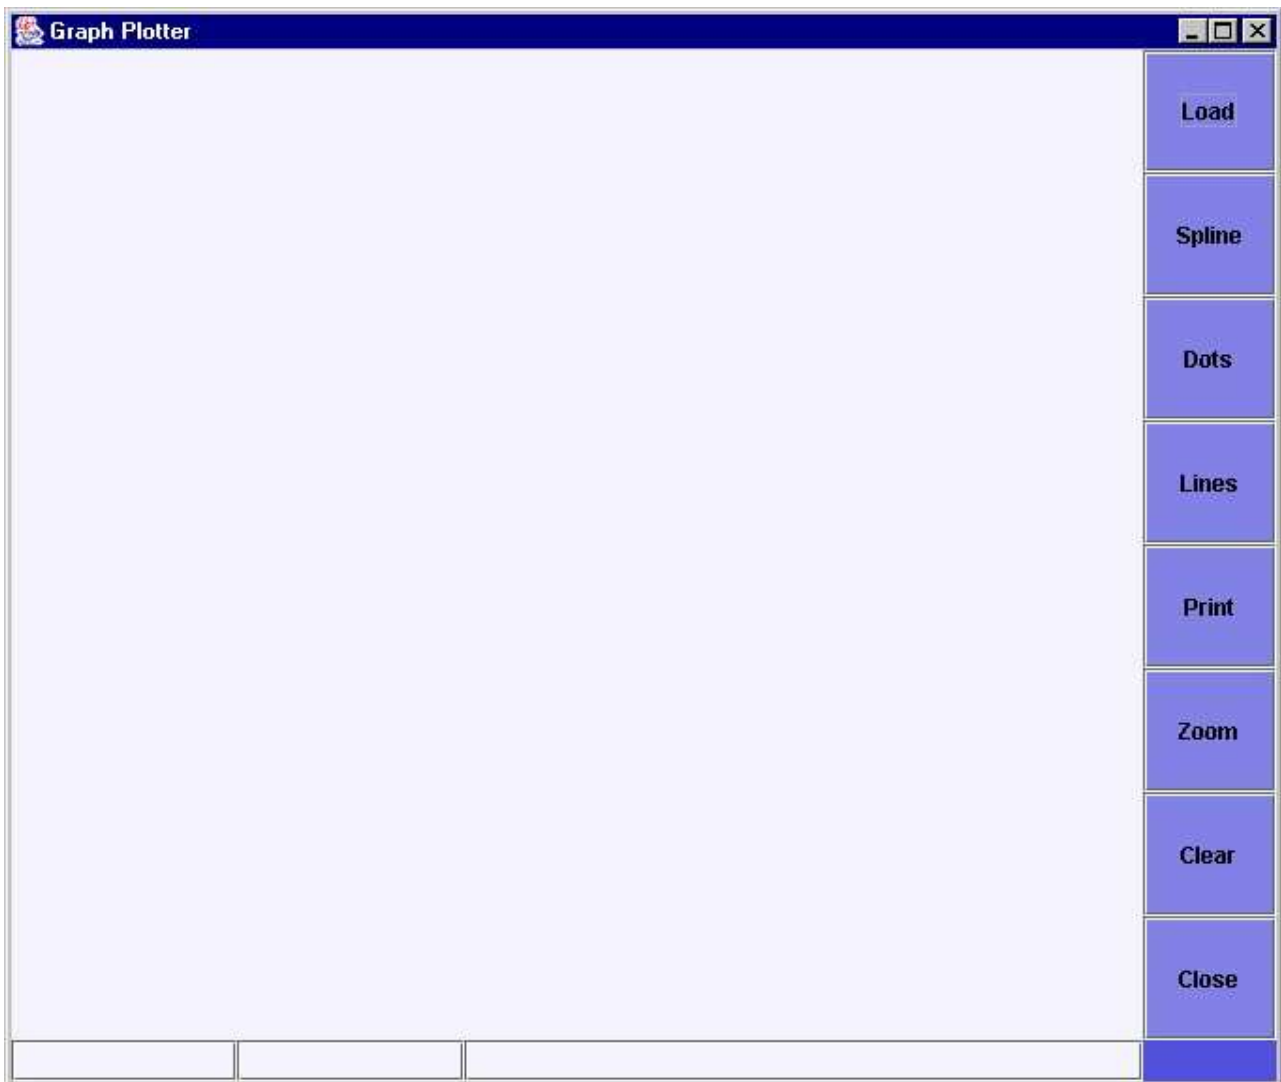 Graph Plotter
Load
Spline
Dots
Lines
Print
Zoom
Clear
Close